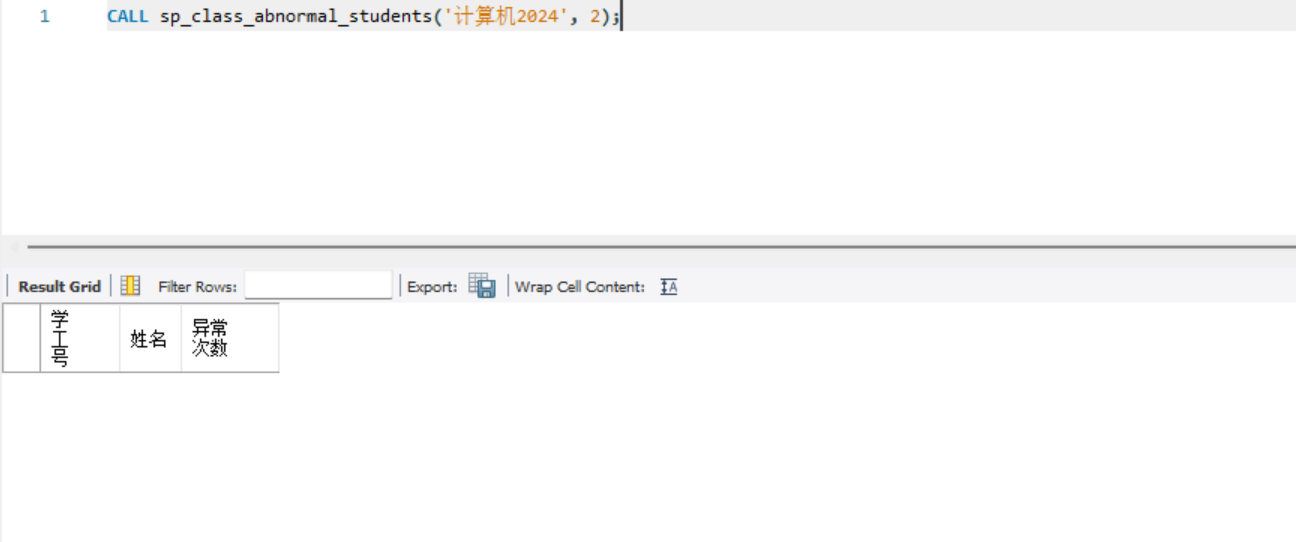 1 CALL sp_class_abnormal_students('计算机2024', 2);
Result Grid Filter Rows: Export: Wrap Cell Content:
学工号 姓名 异常次数